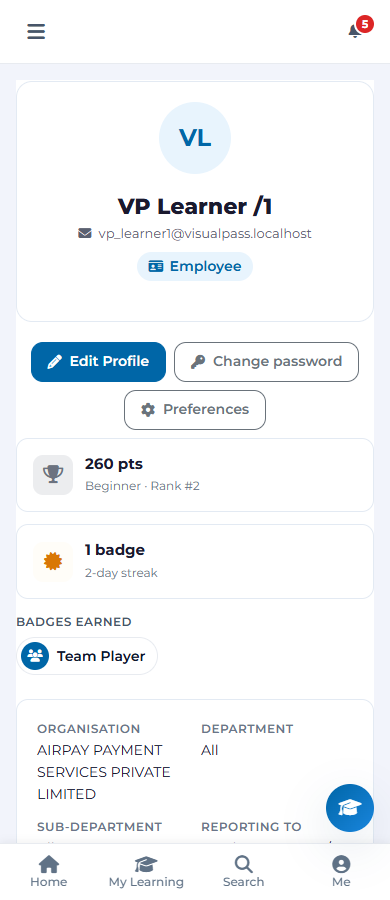 5
VL
VP Learner /1
vp_learner1@visualpass.localhost
Employee
Edit Profile
Change password
Preferences
260 pts
Beginner · Rank #2
1 badge
2-day streak
BADGES EARNED
Team Player
ORGANISATION
AIRPAY PAYMENT
SERVICES PRIVATE
LIMITED
DEPARTMENT
All
SUB-DEPARTMENT
REPORTING TO
Home
My Learning
Search
Me